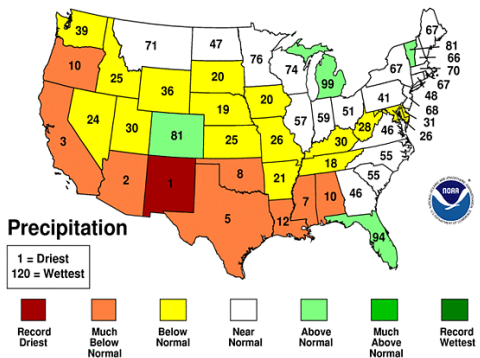 67
39
71
47
76
74
99
67
81
66
70
67
48
68
31
26
10
25
36
20
20
57
59
51
41
3
24
30
81
19
25
26
30
28
46
2
1
8
21
18
55
55
5
12
7
10
46
94
NOAA
Precipitation
1 = Driest
120 = Wettest
Record
Driest
Much
Below
Normal
Below
Normal
Near
Normal
Above
Normal
Much
Above
Normal
Record
Wettest